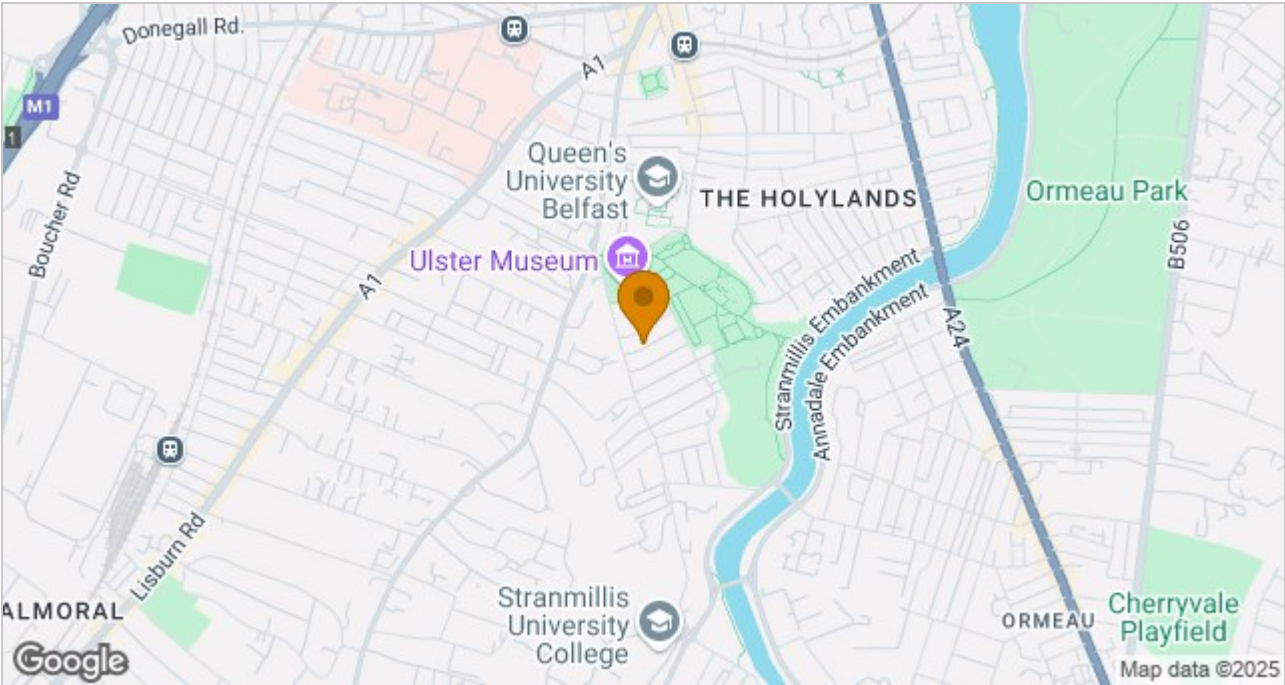 Donegall Rd.
A1
M1
1
Queen's
University
Belfast
THE HOLYLANDS
Ormeau Park
Boucher Rd
B506
Ulster Museum
A1
Stranmillis Embankment
Annadale Embankment
A24
Lisburn Rd
ALMORAL
Stranmillis
University
College
ORMEAU
Cherryvale
Playfield
Google
Map data ©2025